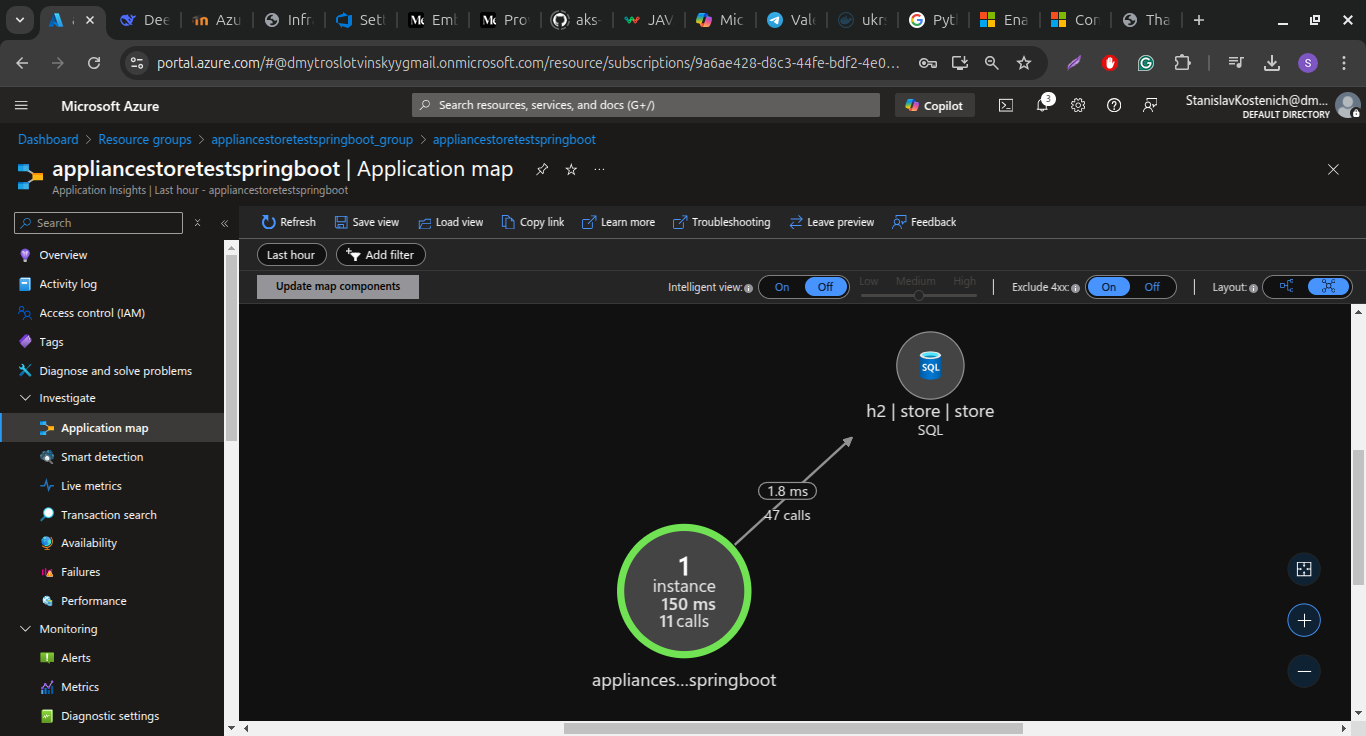 a
Dee
Azu
Infr
Sett
Emb
Prov
aks-
JAV
Mic
Vale
ukrs
Pyt
Ena
Con
Tha
portal.azure.com/#@dmytroslotvinskyygmail.onmicrosoft.com/resource/subscriptions/9a6ae428-d8c3-44fe-bdf2-4e0...
S
Microsoft Azure
Search resources, services, and docs (G+/)
Copilot
3
StanislavKostenich@dm...
DEFAULT DIRECTORY
Dashboard > Resource groups > appliancestoretestspringboot_group > appliancestoretestspringboot
appliancestoretestspringboot | Application map
...
Application Insights | Last hour - appliancestoretestspringboot
Search
Refresh
Save view
Load view
Copy link
Learn more
Troubleshooting
Leave preview
Feedback
Overview
Activity log
Access control (IAM)
Tags
Diagnose and solve problems
Investigate
Application map
Smart detection
Live metrics
Transaction search
Availability
Failures
Performance
Monitoring
Alerts
Metrics
Diagnostic settings
Last hour
Add filter
Update map components
Intelligent view:
On
Off
Low
Medium
High
Exclude 4xx:
On
Off
Layout:
SQL
h2 | store | store
SQL
1.8 ms
47 calls
1
instance
150 ms
11 calls
appliances...springboot